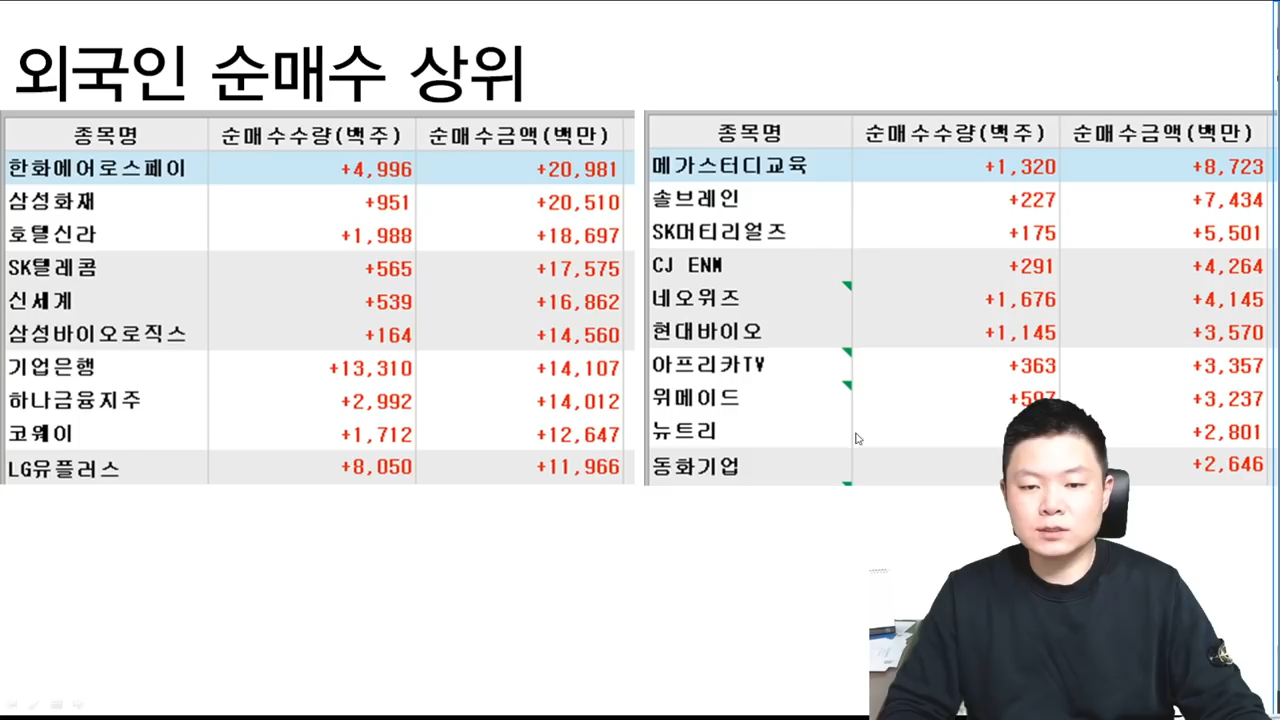 외국인 순매수 상위
종목명 순매수수량(백주) 순매수금액(백만)
한화에어로스페이 +4,996 +20,981
삼성화재 +951 +20,510
호텔신라 +1,988 +18,697
SK텔레콤 +565 +17,575
신세계 +539 +16,862
삼성바이오로직스 +164 +14,560
기업은행 +13,310 +14,107
하나금융지주 +2,992 +14,012
코웨이 +1,712 +12,647
LG유플러스 +8,050 +11,966
종목명 순매수수량(백주) 순매수금액(백만)
메가스터디교육 +1,320 +8,723
솔브레인 +227 +7,434
SK머티리얼즈 +175 +5,501
CJ ENM +291 +4,264
네오위즈 +1,676 +4,145
현대바이오 +1,145 +3,570
아프리카TV +363 +3,357
위메이드 +3,237
뉴트리 +2,801
동화기업 +2,646